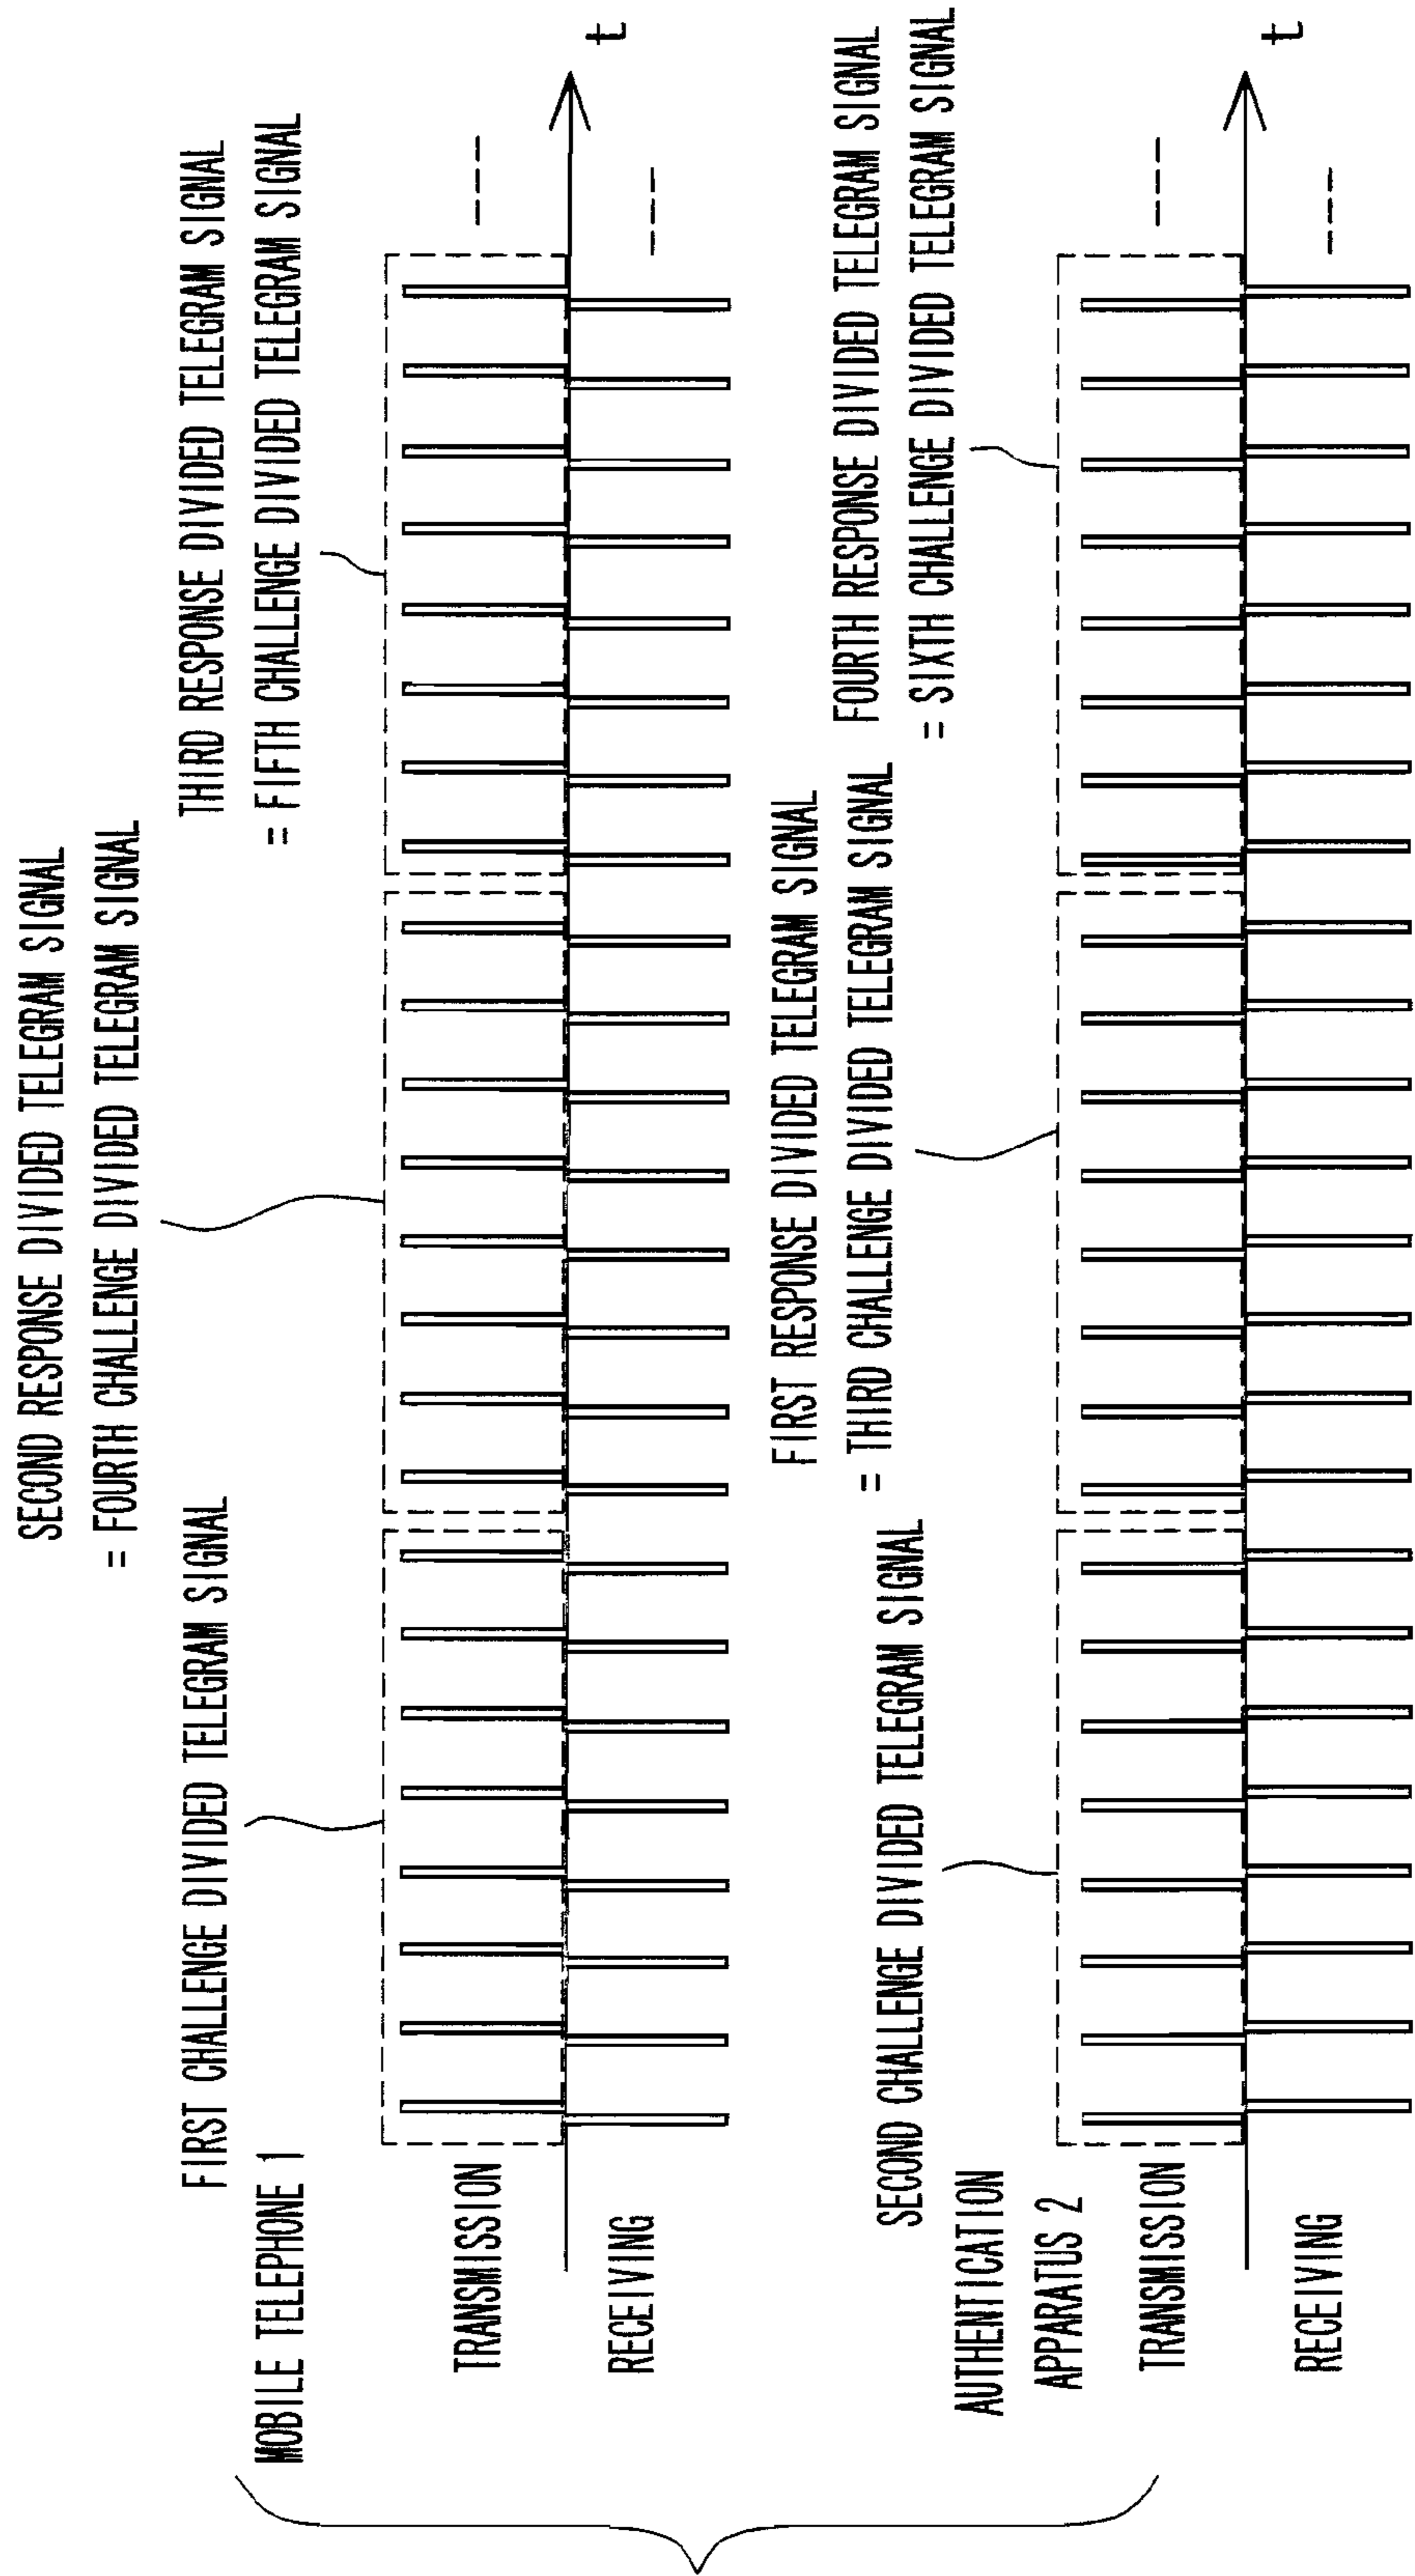 SECOND RESPONSE DIVIDED TELEGRAM SIGNAL
= FOURTH CHALLENGE DIVIDED TELEGRAM SIGNAL
FIRST CHALLENGE DIVIDED TELEGRAM SIGNAL
THIRD RESPONSE DIVIDED TELEGRAM SIGNAL
= FIFTH CHALLENGE DIVIDED TELEGRAM SIGNAL
MOBILE TELEPHONE 1
TRANSMISSION
t
RECEIVING
FIRST RESPONSE DIVIDED TELEGRAM SIGNAL
= THIRD CHALLENGE DIVIDED TELEGRAM SIGNAL
FOURTH RESPONSE DIVIDED TELEGRAM SIGNAL
= SIXTH CHALLENGE DIVIDED TELEGRAM SIGNAL
SECOND CHALLENGE DIVIDED TELEGRAM SIGNAL
AUTHENTICATION
APPARATUS 2
TRANSMISSION
t
RECEIVING